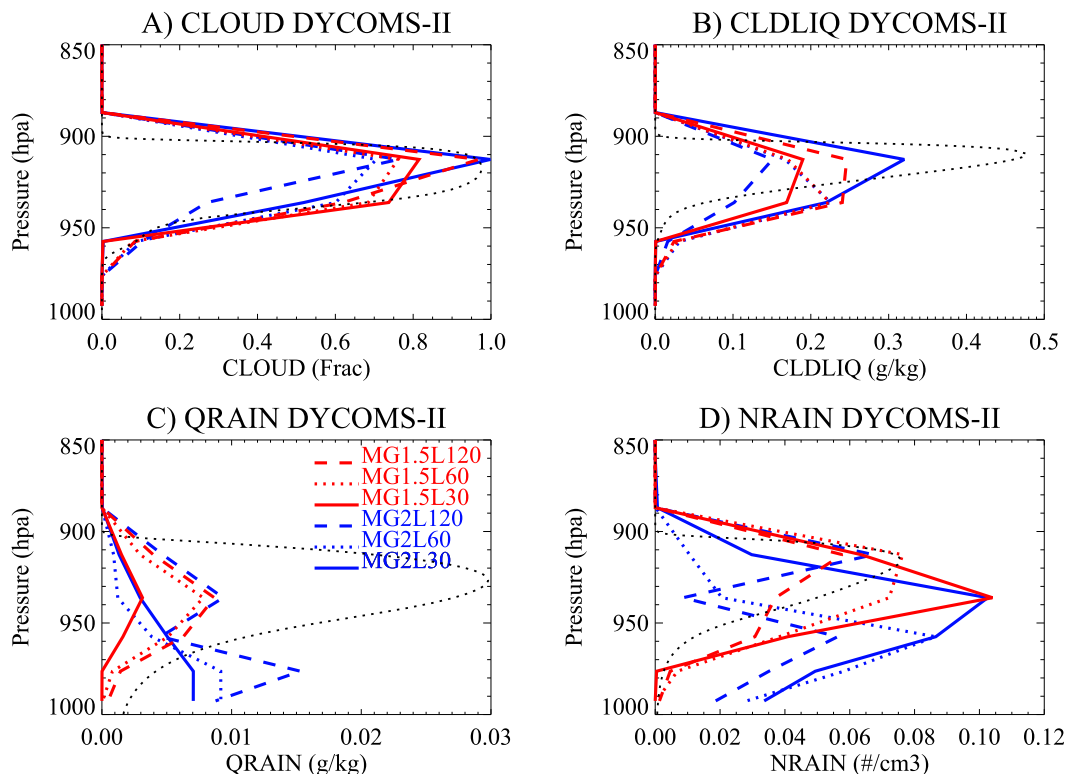 A) CLOUD DYCOMS-II
850
900
950
1000
Pressure (hpa)
0.0 0.2 0.4 0.6 0.8 1.0
CLOUD (Frac)
B) CLDLIQ DYCOMS-II
850
900
950
1000
Pressure (hpa)
0.0 0.1 0.2 0.3 0.4 0.5
CLDLIQ (g/kg)
C) QRAIN DYCOMS-II
850
900
950
1000
Pressure (hpa)
MG1.5L120
MG1.5L60
MG1.5L30
MG2L120
MG2L60
MG2L30
0.00 0.01 0.02 0.03
QRAIN (g/kg)
D) NRAIN DYCOMS-II
850
900
950
1000
Pressure (hpa)
0.00 0.02 0.04 0.06 0.08 0.10 0.12
NRAIN (#/cm3)